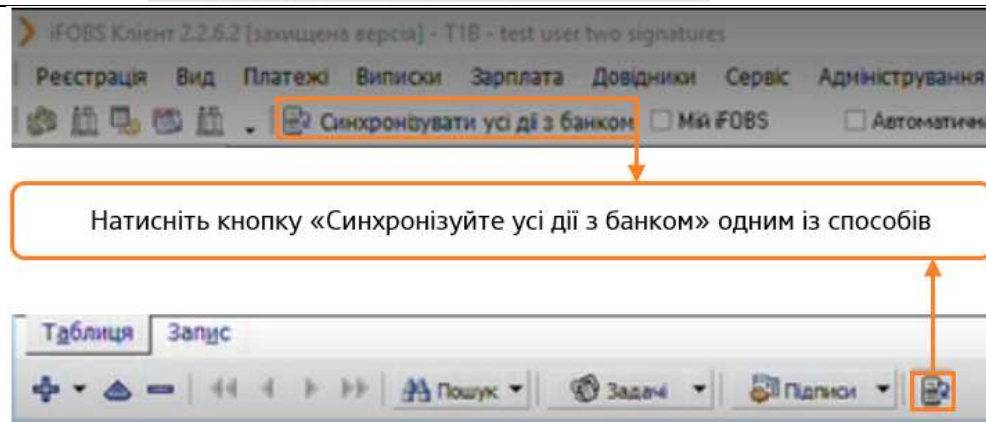 iFOBS Клієнт 2.2.6.2 [захищена версія] - T1B - test user two signatures
Реєстрація Вид Платежі Виписки Зарплата Довідники Сервіс Адміністрування
Синхронізувати усі дії з банком Мій iFOBS Автоматичн
Натисніть кнопку «Синхронізуйте усі дії з банком» одним із способів
Таблиця Запис
Пошук Задачі Підписи